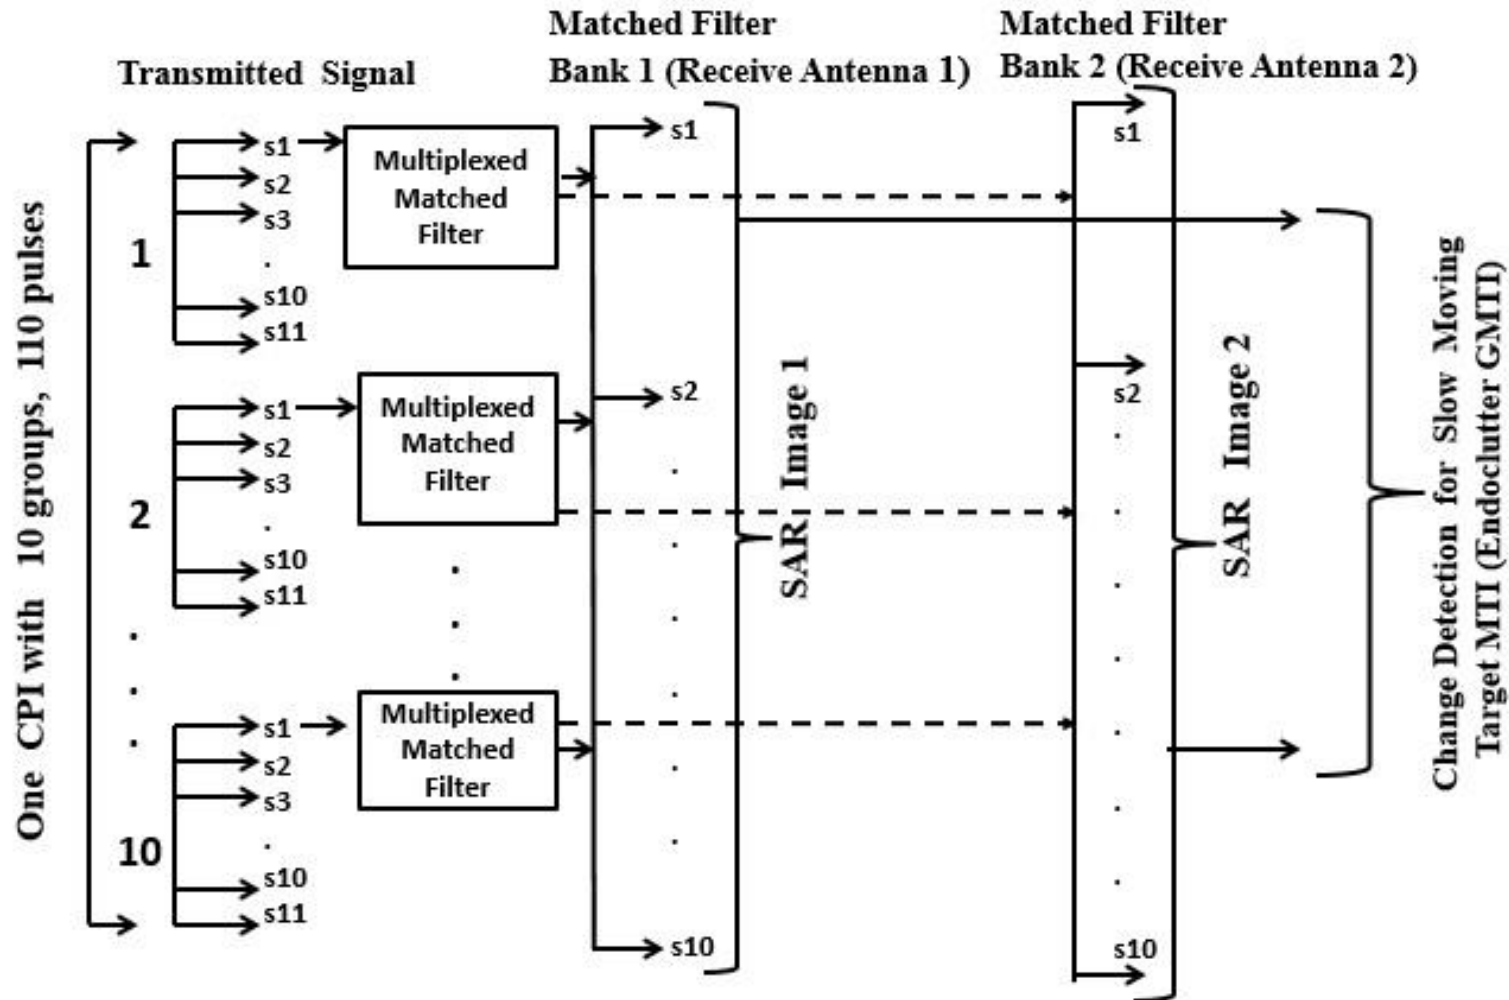 Transmitted Signal
Matched Filter
Bank 1 (Receive Antenna 1)
Matched Filter
Bank 2 (Receive Antenna 2)
One CPI with 10 groups, 110 pulses
1
s1
s2
s3
.
s10
s11
Multiplexed
Matched
Filter
2
s1
s2
s3
.
s10
s11
Multiplexed
Matched
Filter
10
s1
s2
s3
.
s10
s11
Multiplexed
Matched
Filter
s1
s2
s10
SAR Image 1
s1
s2
s10
SAR Image 2
Change Detection for Slow Moving
Target MTI (Endoclutter GMTI)